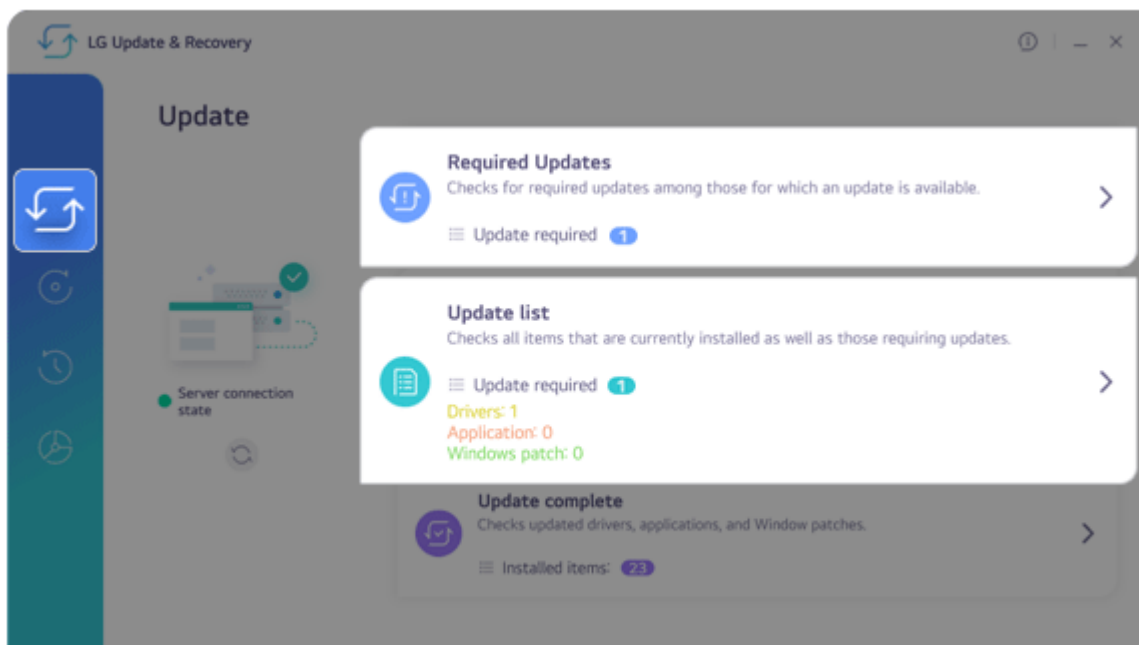 LG Update & Recovery
Update
Required Updates
Checks for required updates among those for which an update is available.
Update required 1
Update list
Checks all items that are currently installed as well as those requiring updates.
Update required 1
Drivers: 1
Application: 0
Windows patch: 0
Server connection
state
Update complete
Checks updated drivers, applications, and Window patches.
Installed items: 23